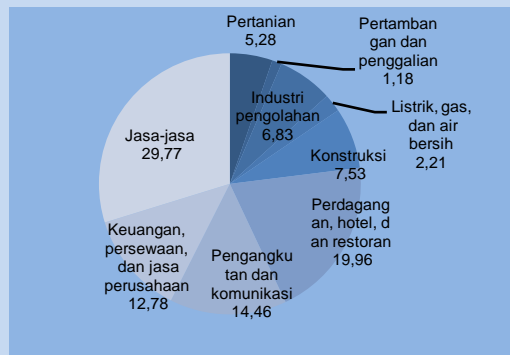 Pertanian
5,28
Pertamban
gan dan
penggalian
1,18
Industri
pengolahan
6,83
Listrik, gas,
dan air
bersih
2,21
Konstruksi
7,53
Perdagang
an, hotel, d
an restoran
19,96
Pengangku
tan dan
komunikasi
14,46
Keuangan,
persewaan,
dan jasa
perusahaan
12,78
Jasa-jasa
29,77